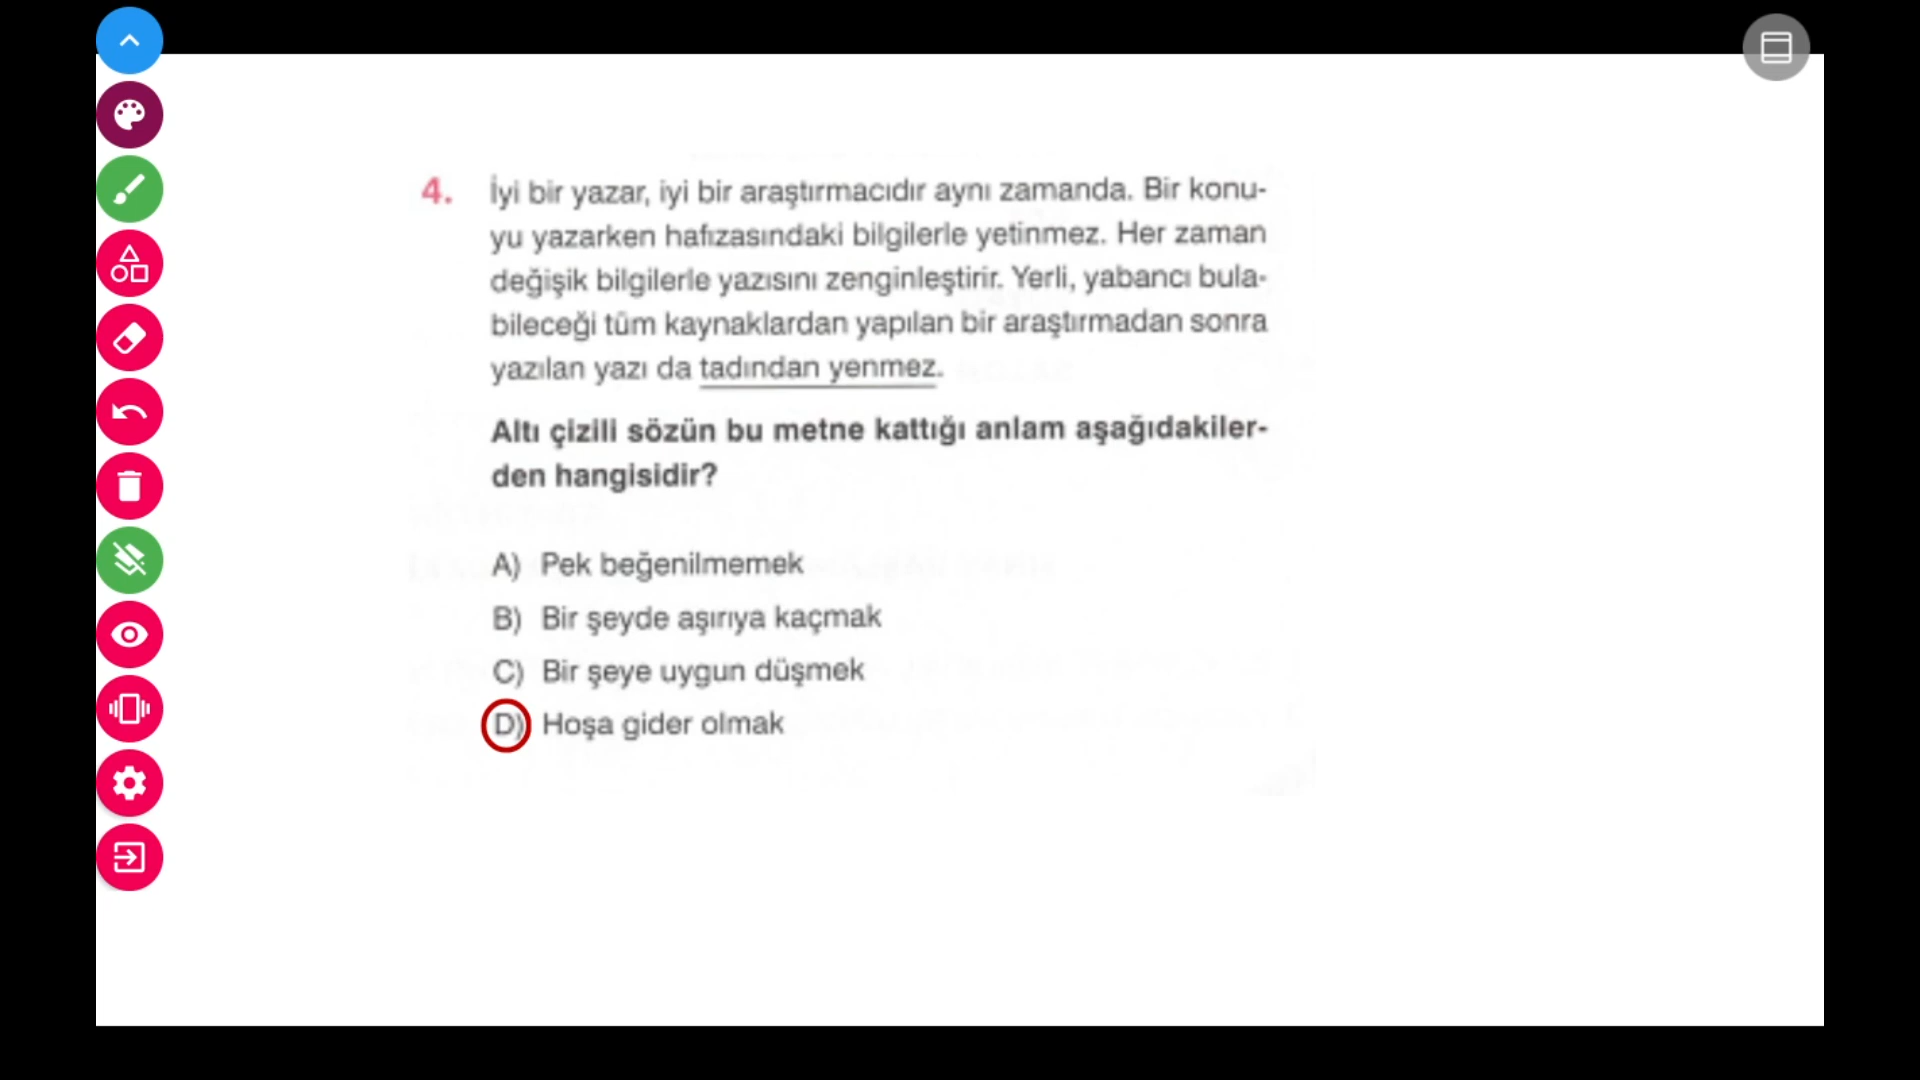 4. İyi bir yazar, iyi bir araştırmacıdır aynı zamanda. Bir konu-
yu yazarken hafızasındaki bilgilerle yetinmez. Her zaman
değişik bilgilerle yazısını zenginleştirir. Yerli, yabancı bula-
bileceği tüm kaynaklardan yapılan bir araştırmadan sonra
yazılan yazı da tadından yenmez.
Altı çizili sözün bu metne kattığı anlam aşağıdakiler-
den hangisidir?
A) Pek beğenilmemek
B) Bir şeyde aşırıya kaçmak
C) Bir şeye uygun düşmek
D) Hoşa gider olmak